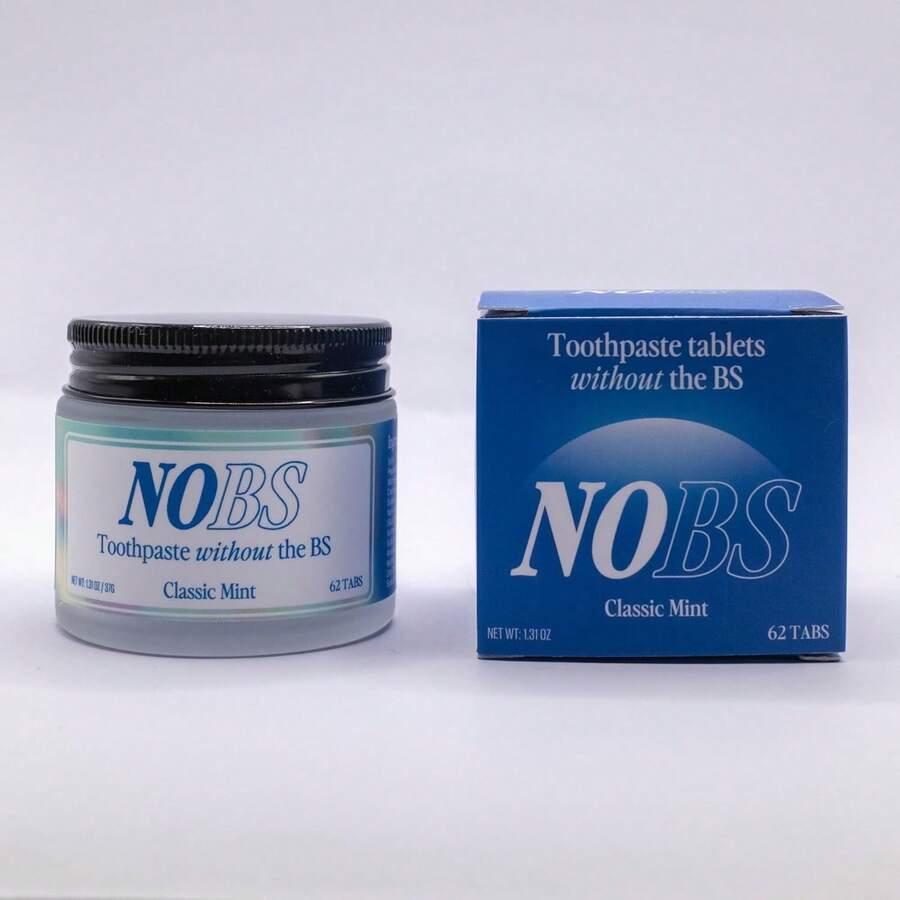 NOBS
Toothpaste without the BS
NET WT: 1.31 OZ / 37G
Classic Mint
62 TABS
Toothpaste tablets
without the BS
NOBS
Classic Mint
NET WT: 1.31 OZ
62 TABS